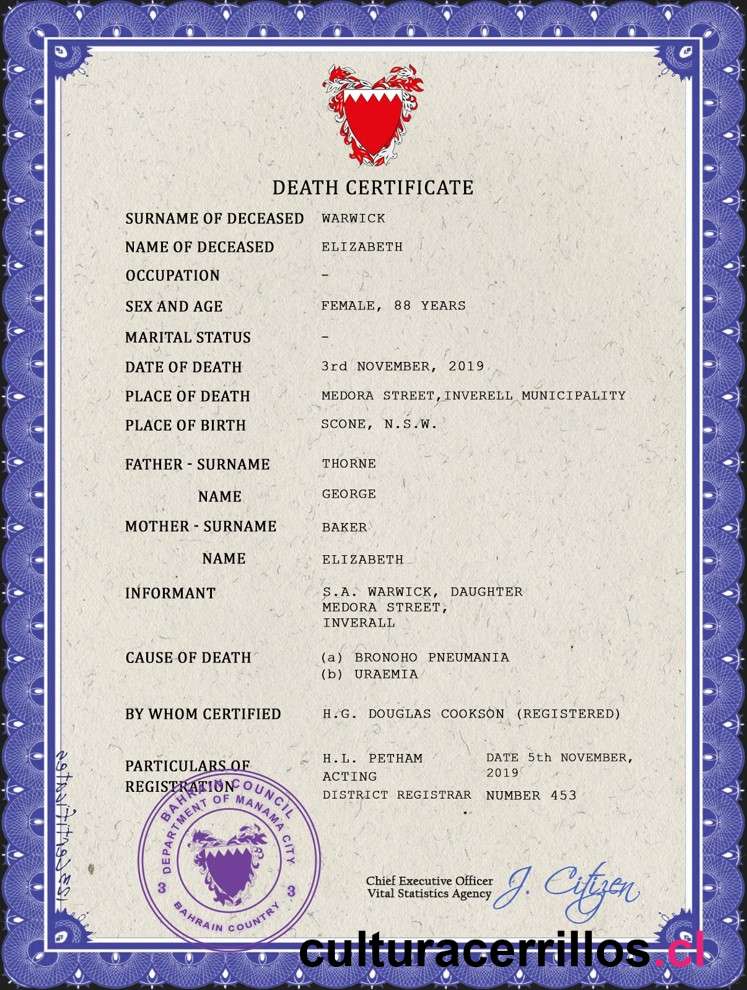 DEATH CERTIFICATE
SURNAME OF DECEASED WARWICK
NAME OF DECEASED ELIZABETH
OCCUPATION –
SEX AND AGE FEMALE, 88 YEARS
MARITAL STATUS –
DATE OF DEATH 3rd NOVEMBER, 2019
PLACE OF DEATH MEDORA STREET,INVERELL MUNICIPALITY
PLACE OF BIRTH SCONE, N.S.W.
FATHER - SURNAME THORNE
NAME GEORGE
MOTHER - SURNAME BAKER
NAME ELIZABETH
INFORMANT S.A. WARWICK, DAUGHTER
MEDORA STREET,
INVERALL
CAUSE OF DEATH (a) BRONOHO PNEUMANIA
(b) URAEMIA
BY WHOM CERTIFIED H.G. DOUGLAS COOKSON (REGISTERED)
PARTICULARS OF
REGISTRATION
H.L. PETHAM
ACTING
DISTRICT REGISTRAR
DATE 5th NOVEMBER,
2019
NUMBER 453
BAHRAIN COUNCIL
DEPARTMENT OF MANAMA CITY
3 3
BAHRAIN COUNTRY
Chief Executive Officer
Vital Statistics Agency
J. Citizen
culturacerrillos.cl